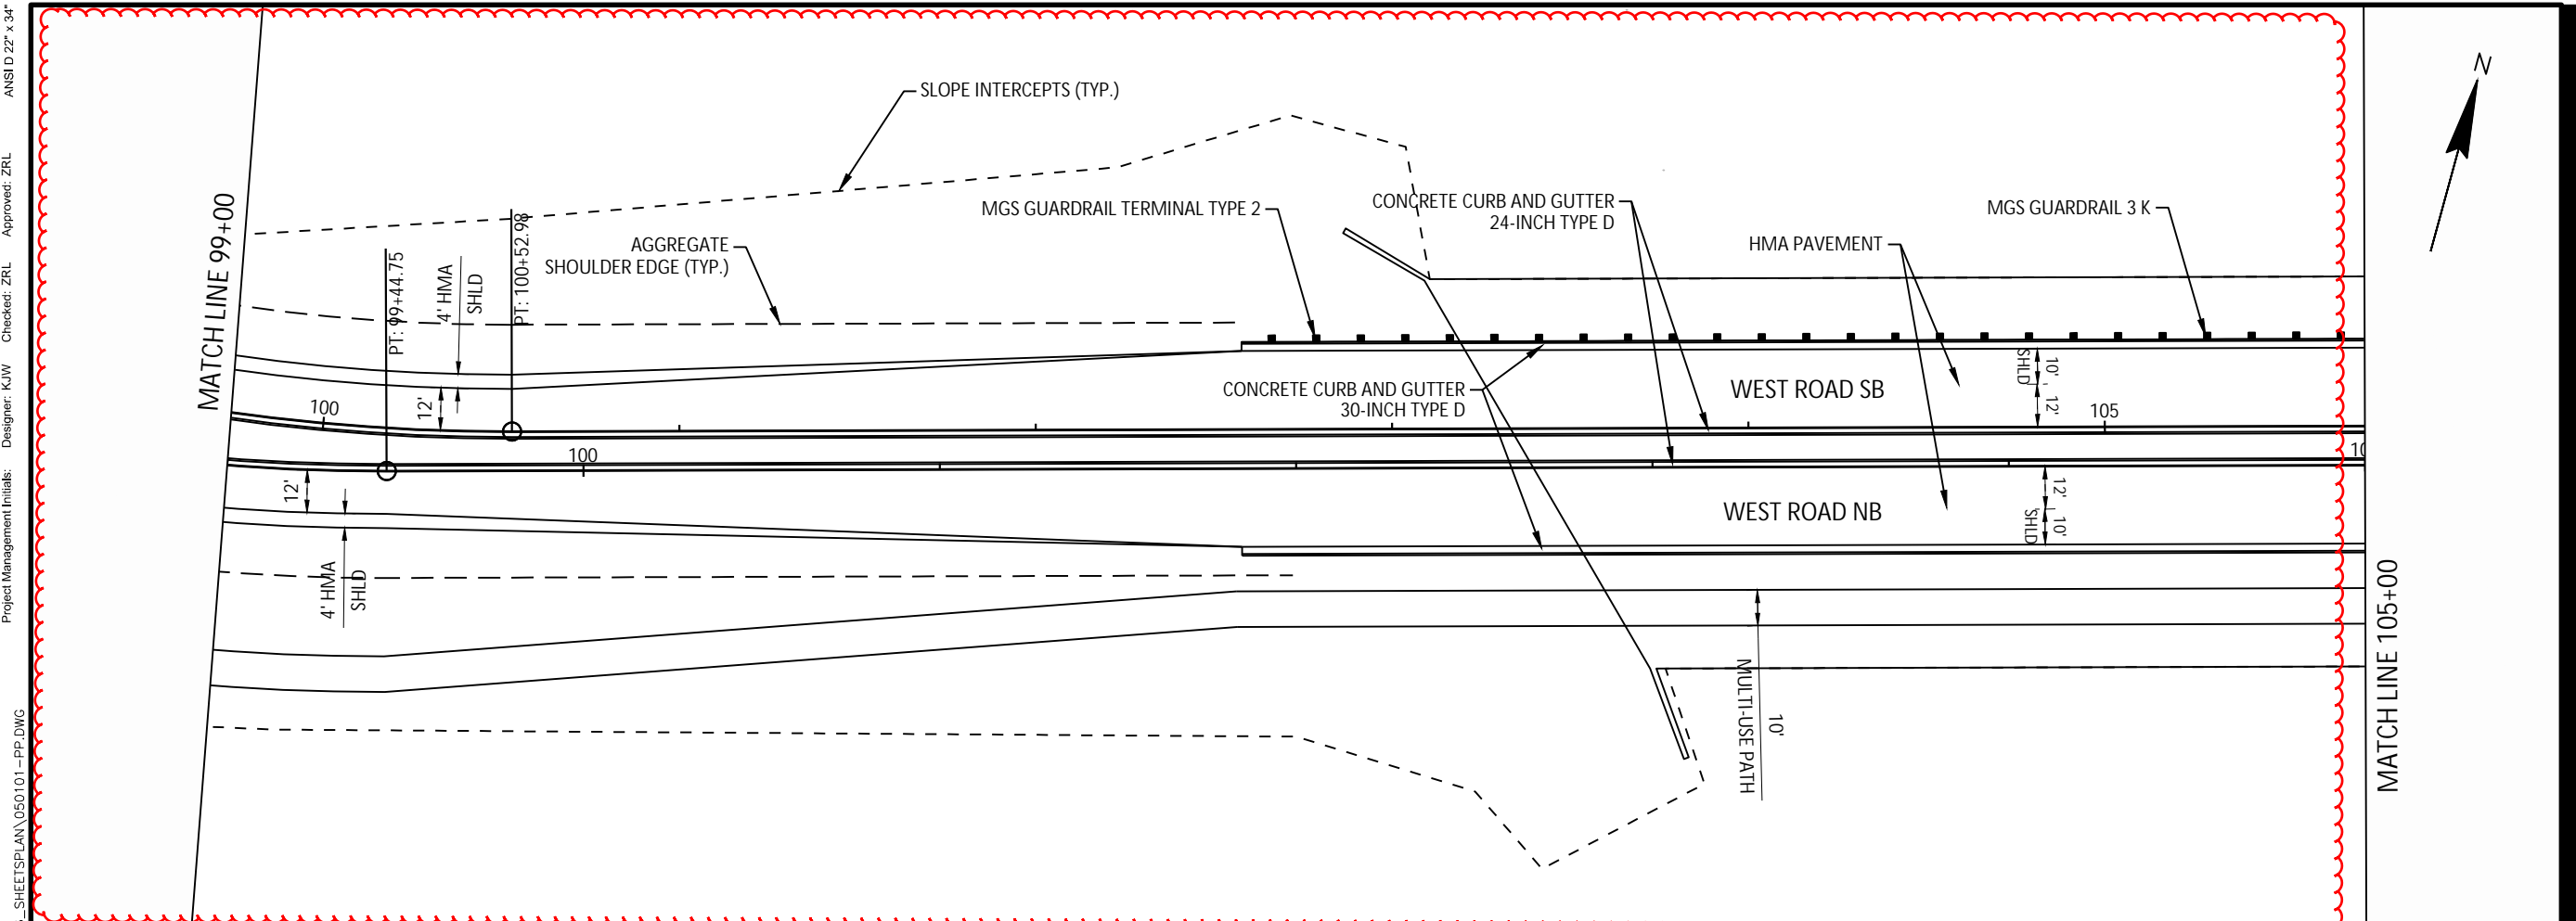 ANSI D 22" x 34"
Approved: ZRL
Checked: ZRL
Designer: KJW
Project Management Initials:
_SHEETSPLAN\050101-PP.DWG
N
SLOPE INTERCEPTS (TYP.)
MATCH LINE 99+00
PT: 99+44.75
4' HMA
SHLD
PT: 100+52.98
AGGREGATE
SHOULDER EDGE (TYP.)
MGS GUARDRAIL TERMINAL TYPE 2
CONCRETE CURB AND GUTTER
24-INCH TYPE D
HMA PAVEMENT
MGS GUARDRAIL 3 K
CONCRETE CURB AND GUTTER
30-INCH TYPE D
WEST ROAD SB
SHLD
10'
12'
12'
100
105
100
10
12'
4' HMA
SHLD
WEST ROAD NB
12'
10'
SHLD
MULTI-USE PATH
10'
MATCH LINE 105+00